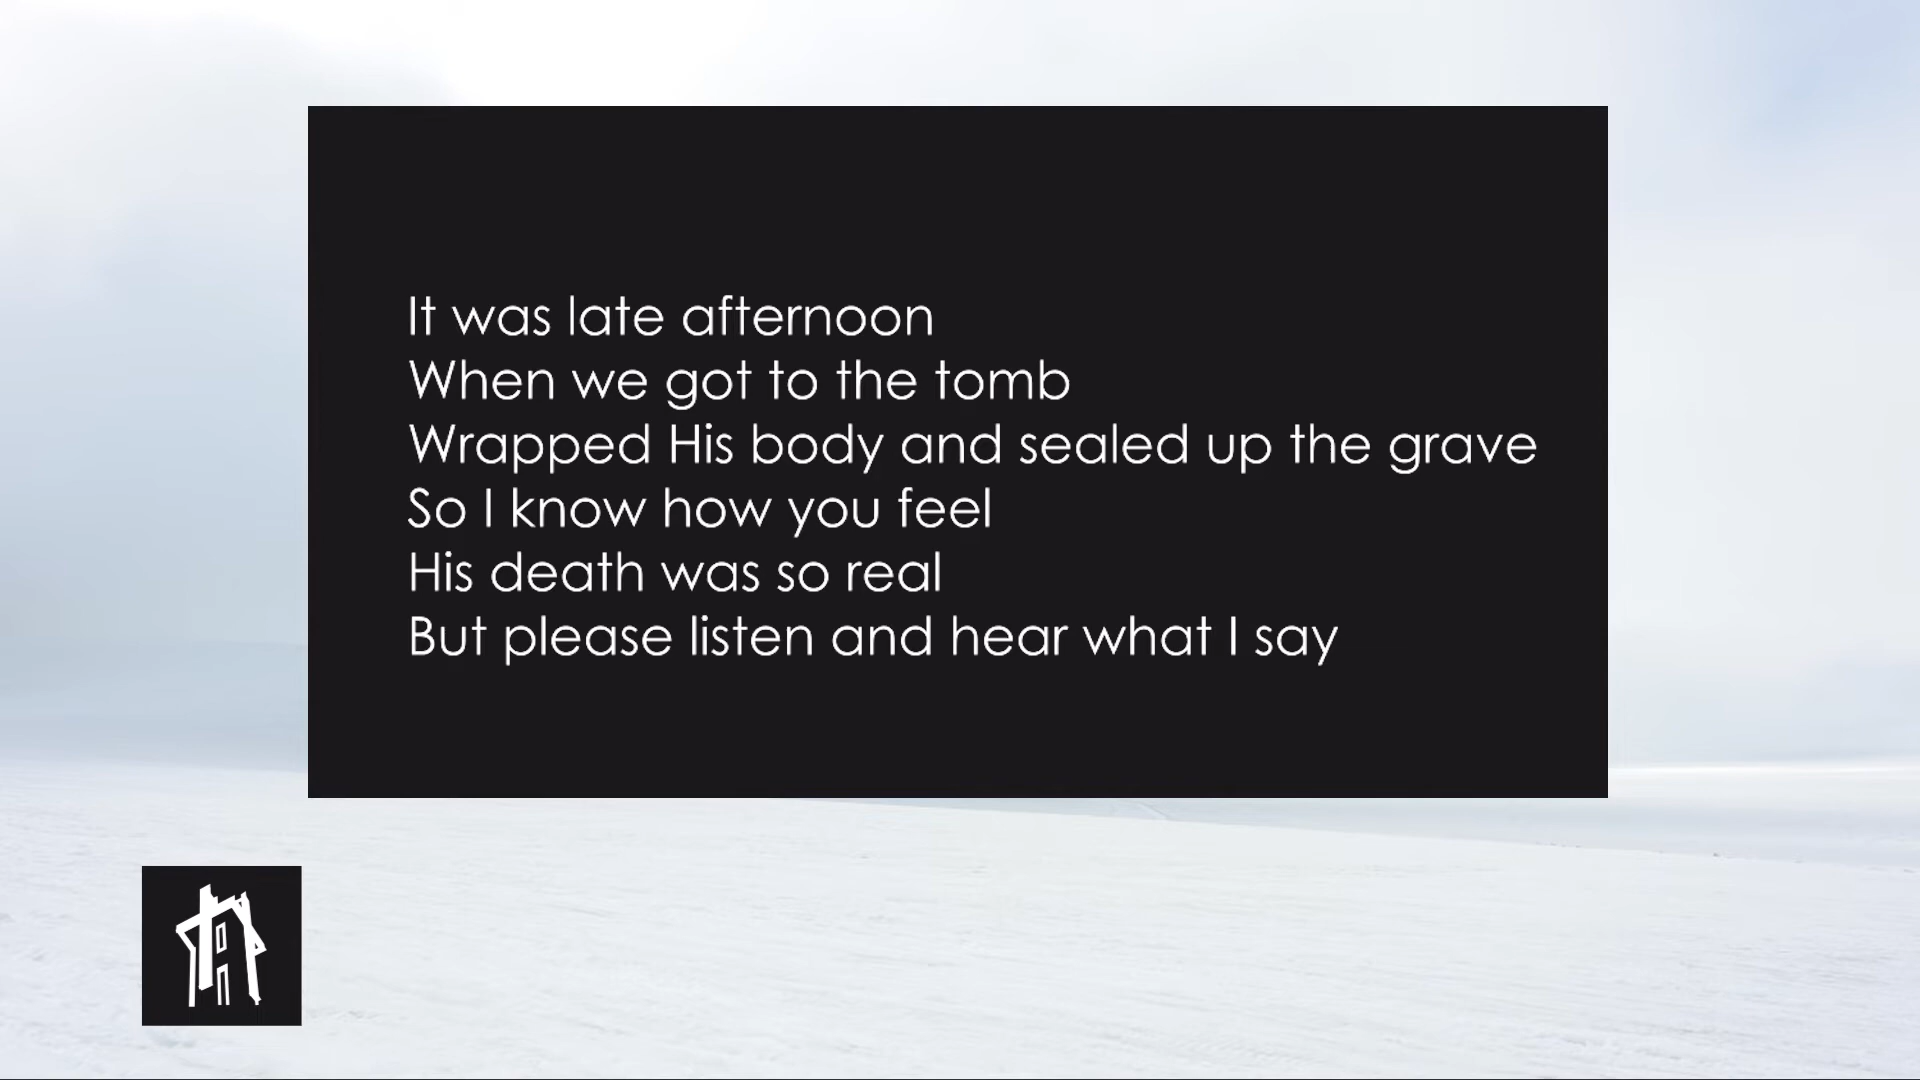 It was late afternoon
When we got to the tomb
Wrapped His body and sealed up the grave
So I know how you feel
His death was so real
But please listen and hear what I say